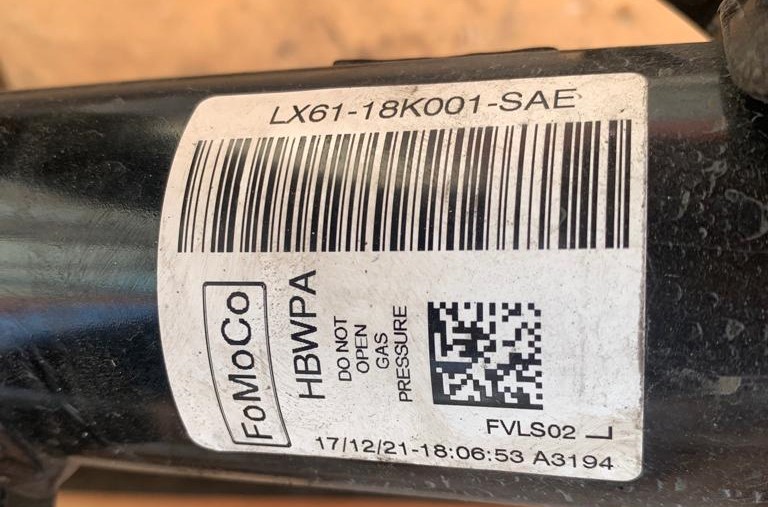 LX61-18K001-SAE
FoMoCo
HBWPA
DO NOT
OPEN
GAS
PRESSURE
FVLS02
17/12/21-18:06:53 A3194